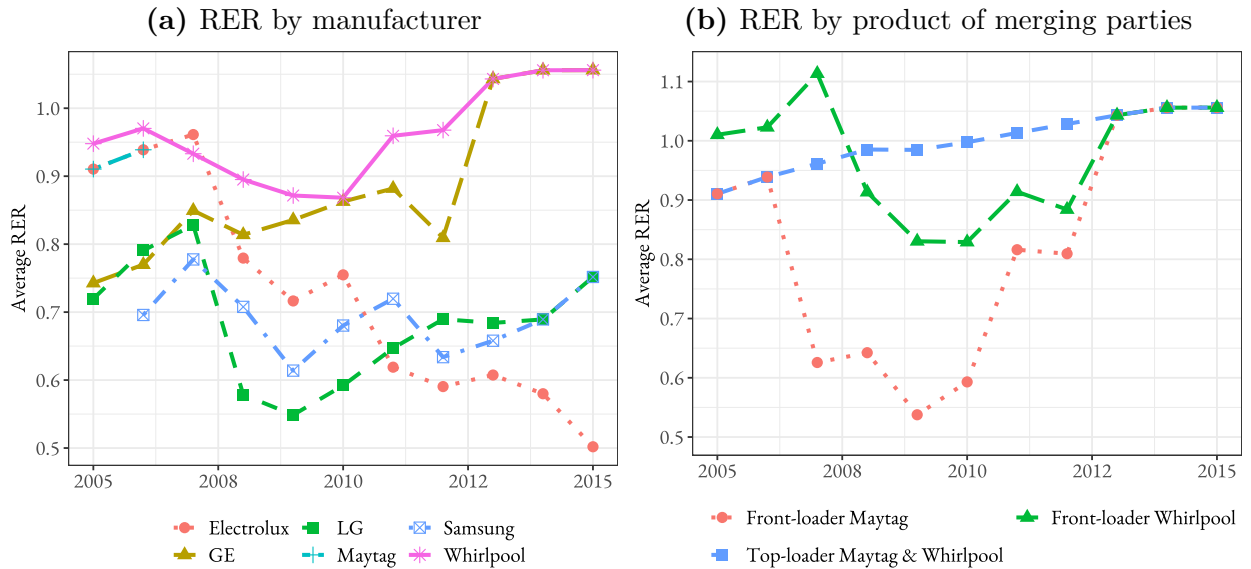 (a) RER by manufacturer
Average RER
1.0
0.9
0.8
0.7
0.6
0.5
2005 2008 2010 2012 2015
Electrolux LG Samsung
GE Maytag Whirlpool
(b) RER by product of merging parties
Average RER
1.1
1.0
0.9
0.8
0.7
0.6
0.5
2005 2008 2010 2012 2015
Front-loader Maytag Front-loader Whirlpool
Top-loader Maytag & Whirlpool